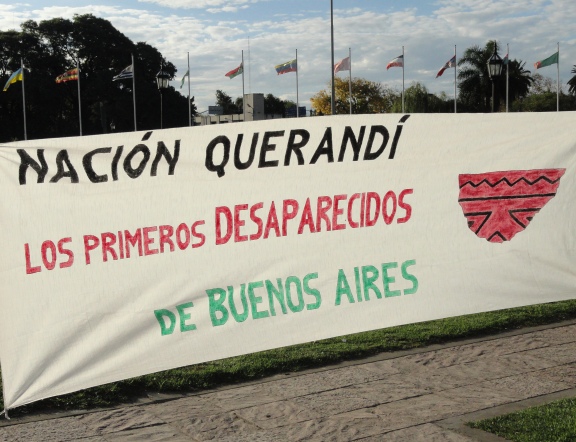 NACIÓN QUERANDÍ
LOS PRIMEROS DESAPARECIDOS
DE BUENOS AIRES